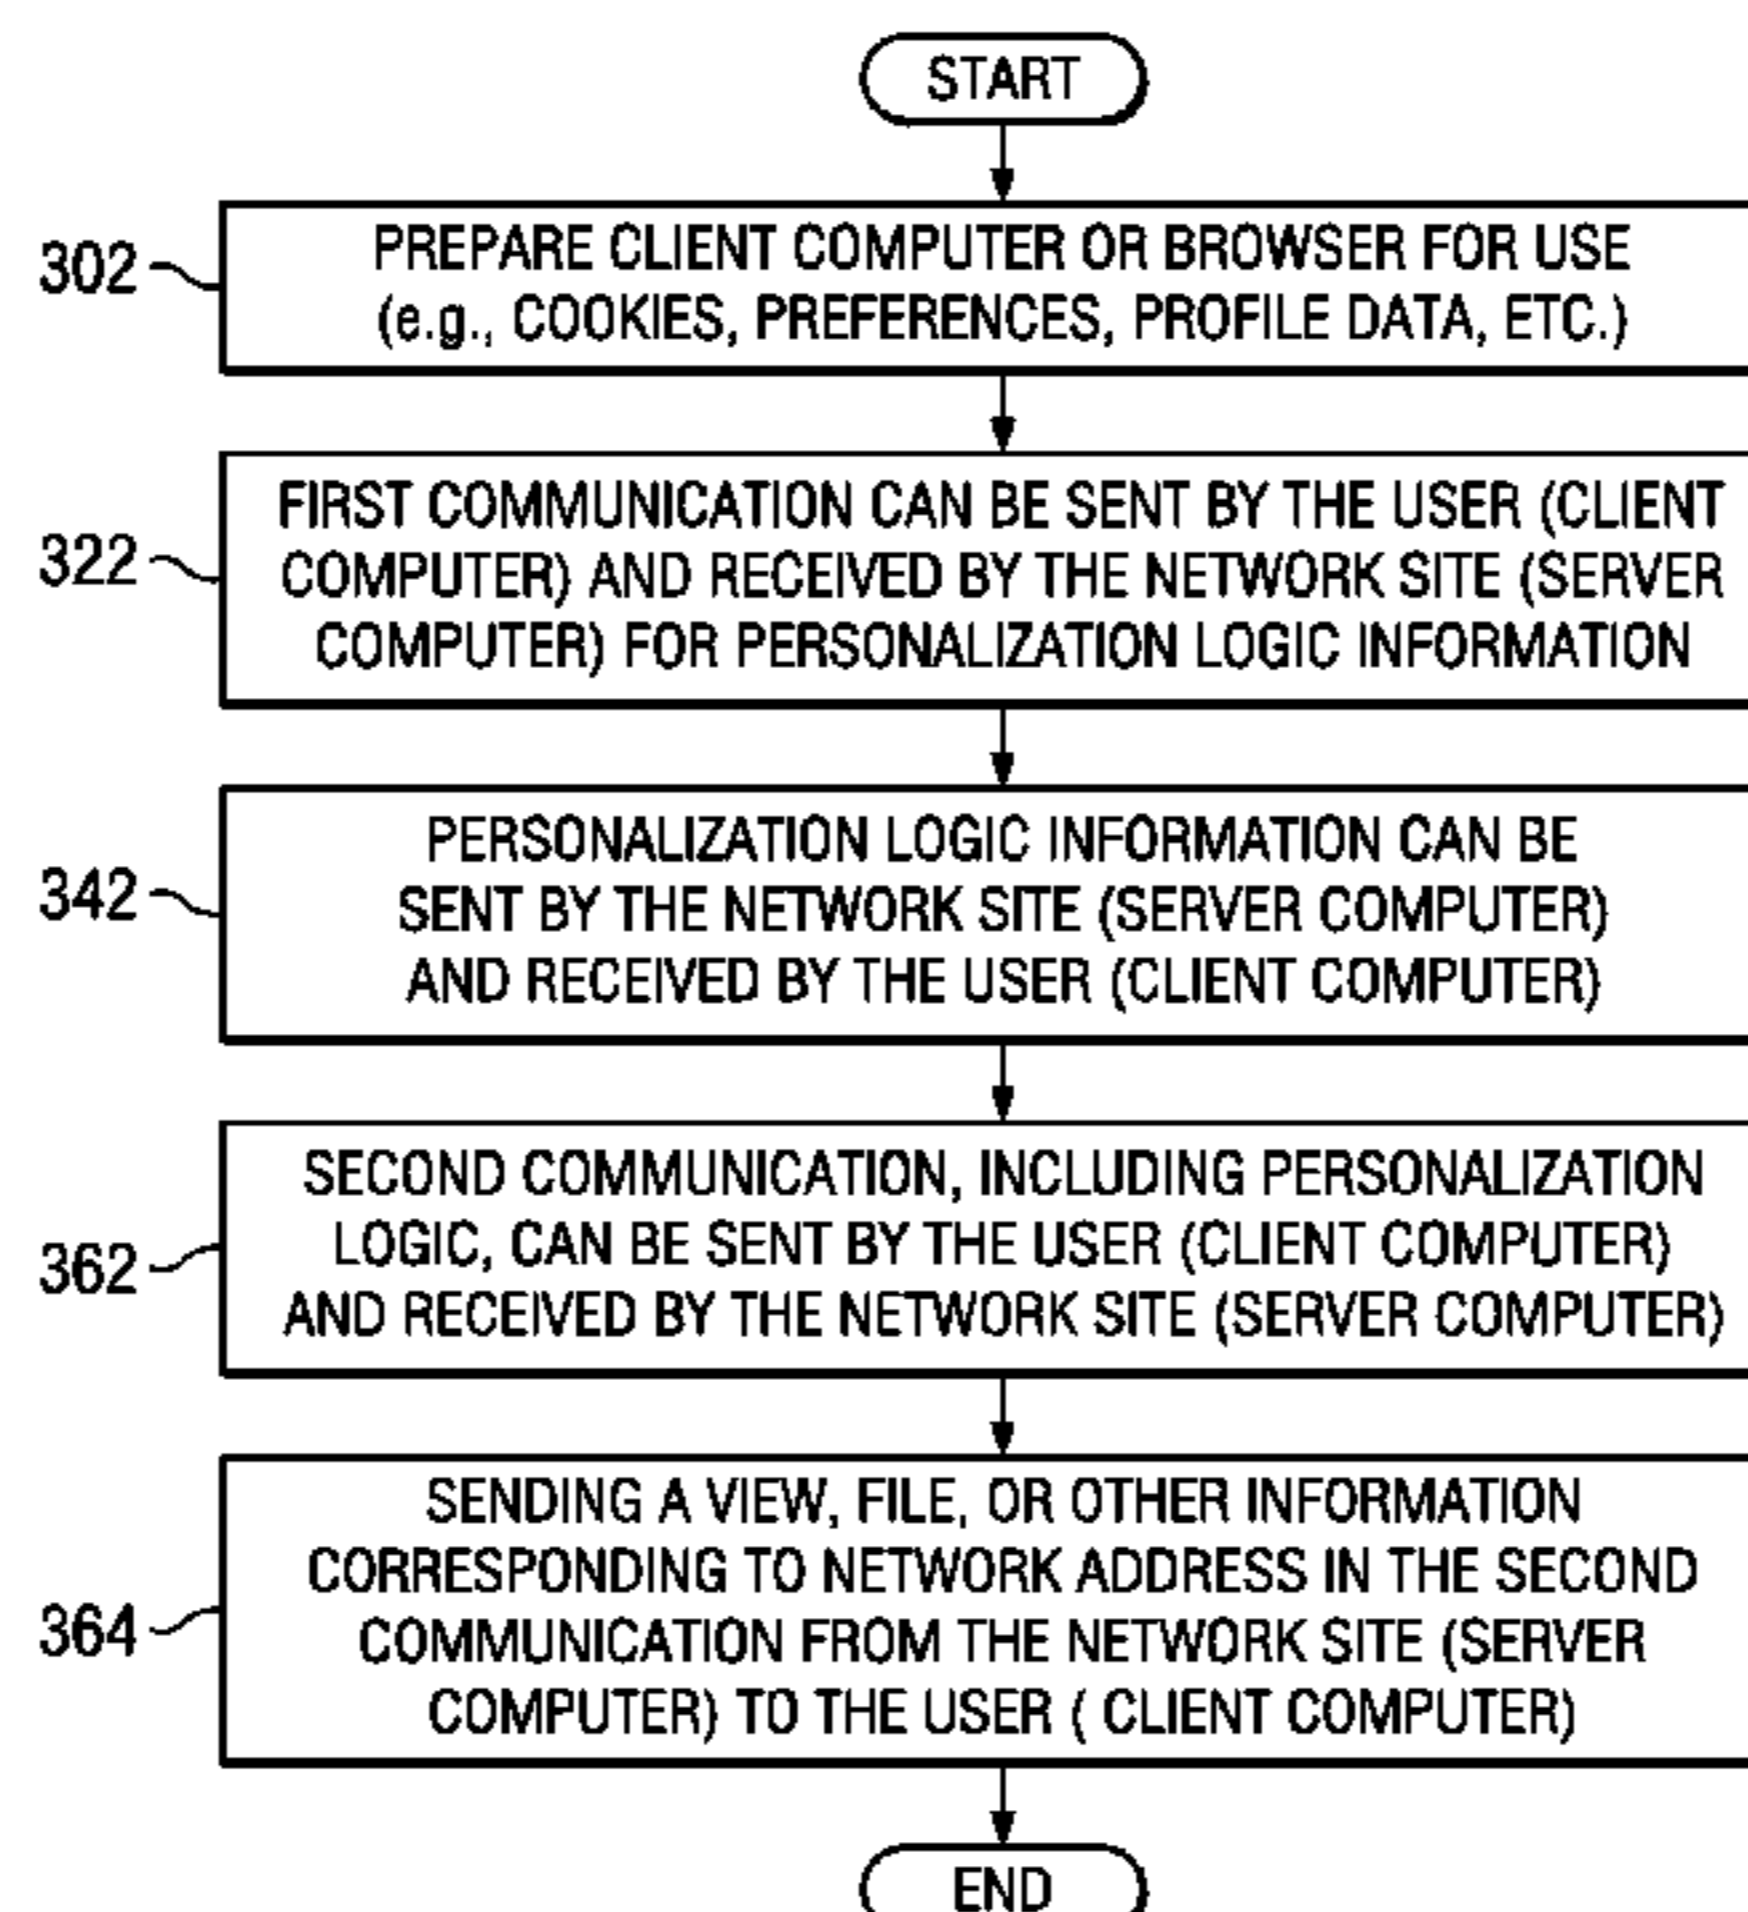 START
302
PREPARE CLIENT COMPUTER OR BROWSER FOR USE
(e.g., COOKIES, PREFERENCES, PROFILE DATA, ETC.)
322
FIRST COMMUNICATION CAN BE SENT BY THE USER (CLIENT
COMPUTER) AND RECEIVED BY THE NETWORK SITE (SERVER
COMPUTER) FOR PERSONALIZATION LOGIC INFORMATION
342
PERSONALIZATION LOGIC INFORMATION CAN BE
SENT BY THE NETWORK SITE (SERVER COMPUTER)
AND RECEIVED BY THE USER (CLIENT COMPUTER)
362
SECOND COMMUNICATION, INCLUDING PERSONALIZATION
LOGIC, CAN BE SENT BY THE USER (CLIENT COMPUTER)
AND RECEIVED BY THE NETWORK SITE (SERVER COMPUTER)
364
SENDING A VIEW, FILE, OR OTHER INFORMATION
CORRESPONDING TO NETWORK ADDRESS IN THE SECOND
COMMUNICATION FROM THE NETWORK SITE (SERVER
COMPUTER) TO THE USER ( CLIENT COMPUTER)
END